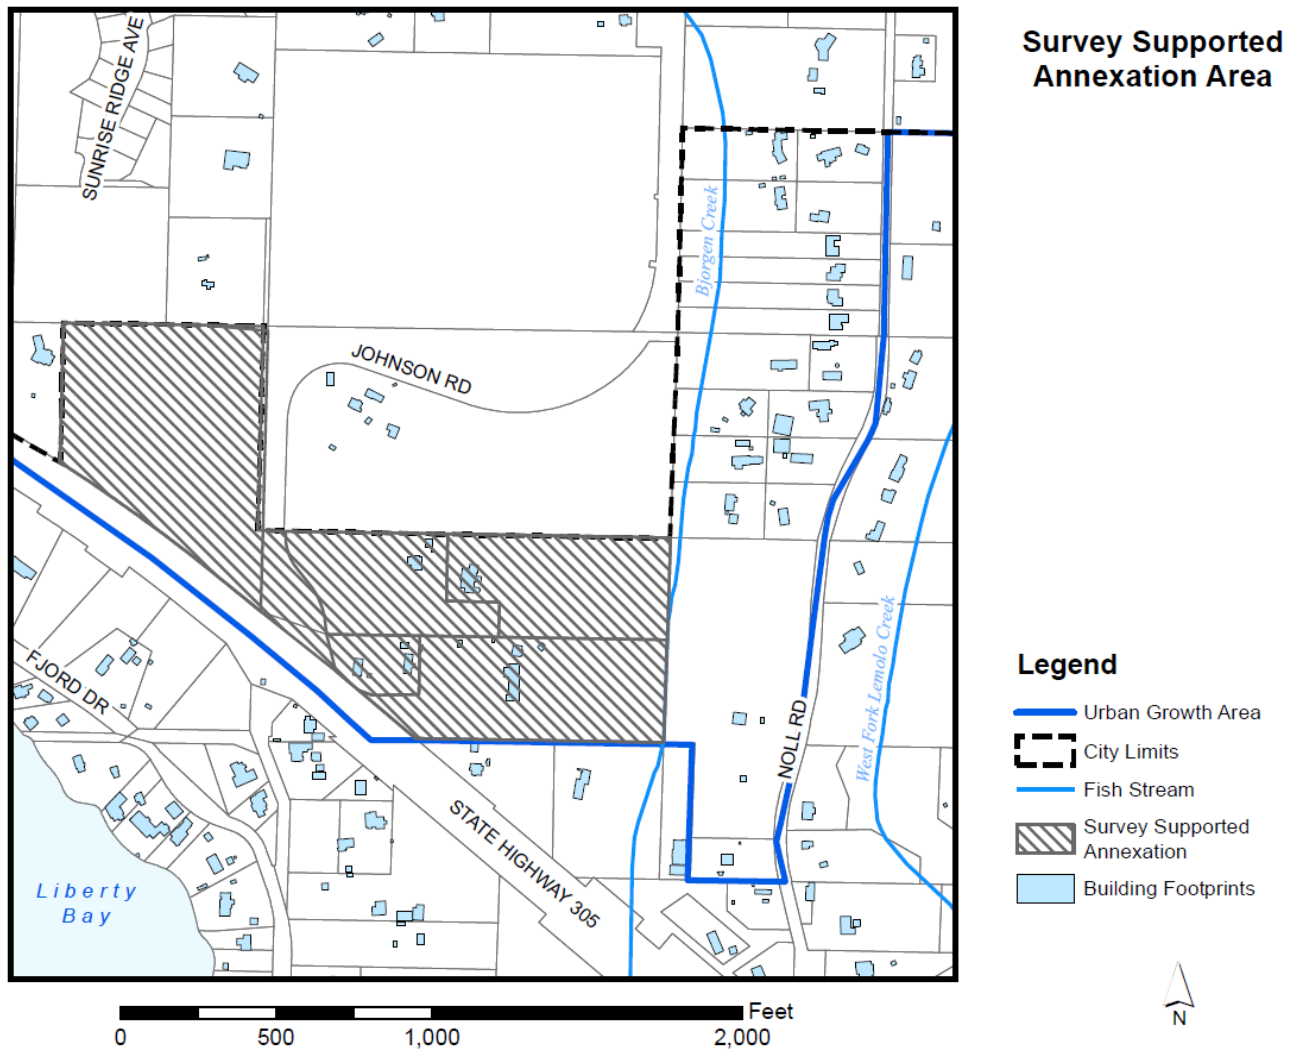 Survey Supported
Annexation Area
SUNRISE RIDGE AVE
Bjorgen Creek
JOHNSON RD
West Fork Lemolo Creek
FJORD DR
NOLL RD
STATE HIGHWAY 305
Liberty
Bay
Legend
Urban Growth Area
City Limits
Fish Stream
Survey Supported
Annexation
Building Footprints
N
Feet
0 500 1,000 2,000